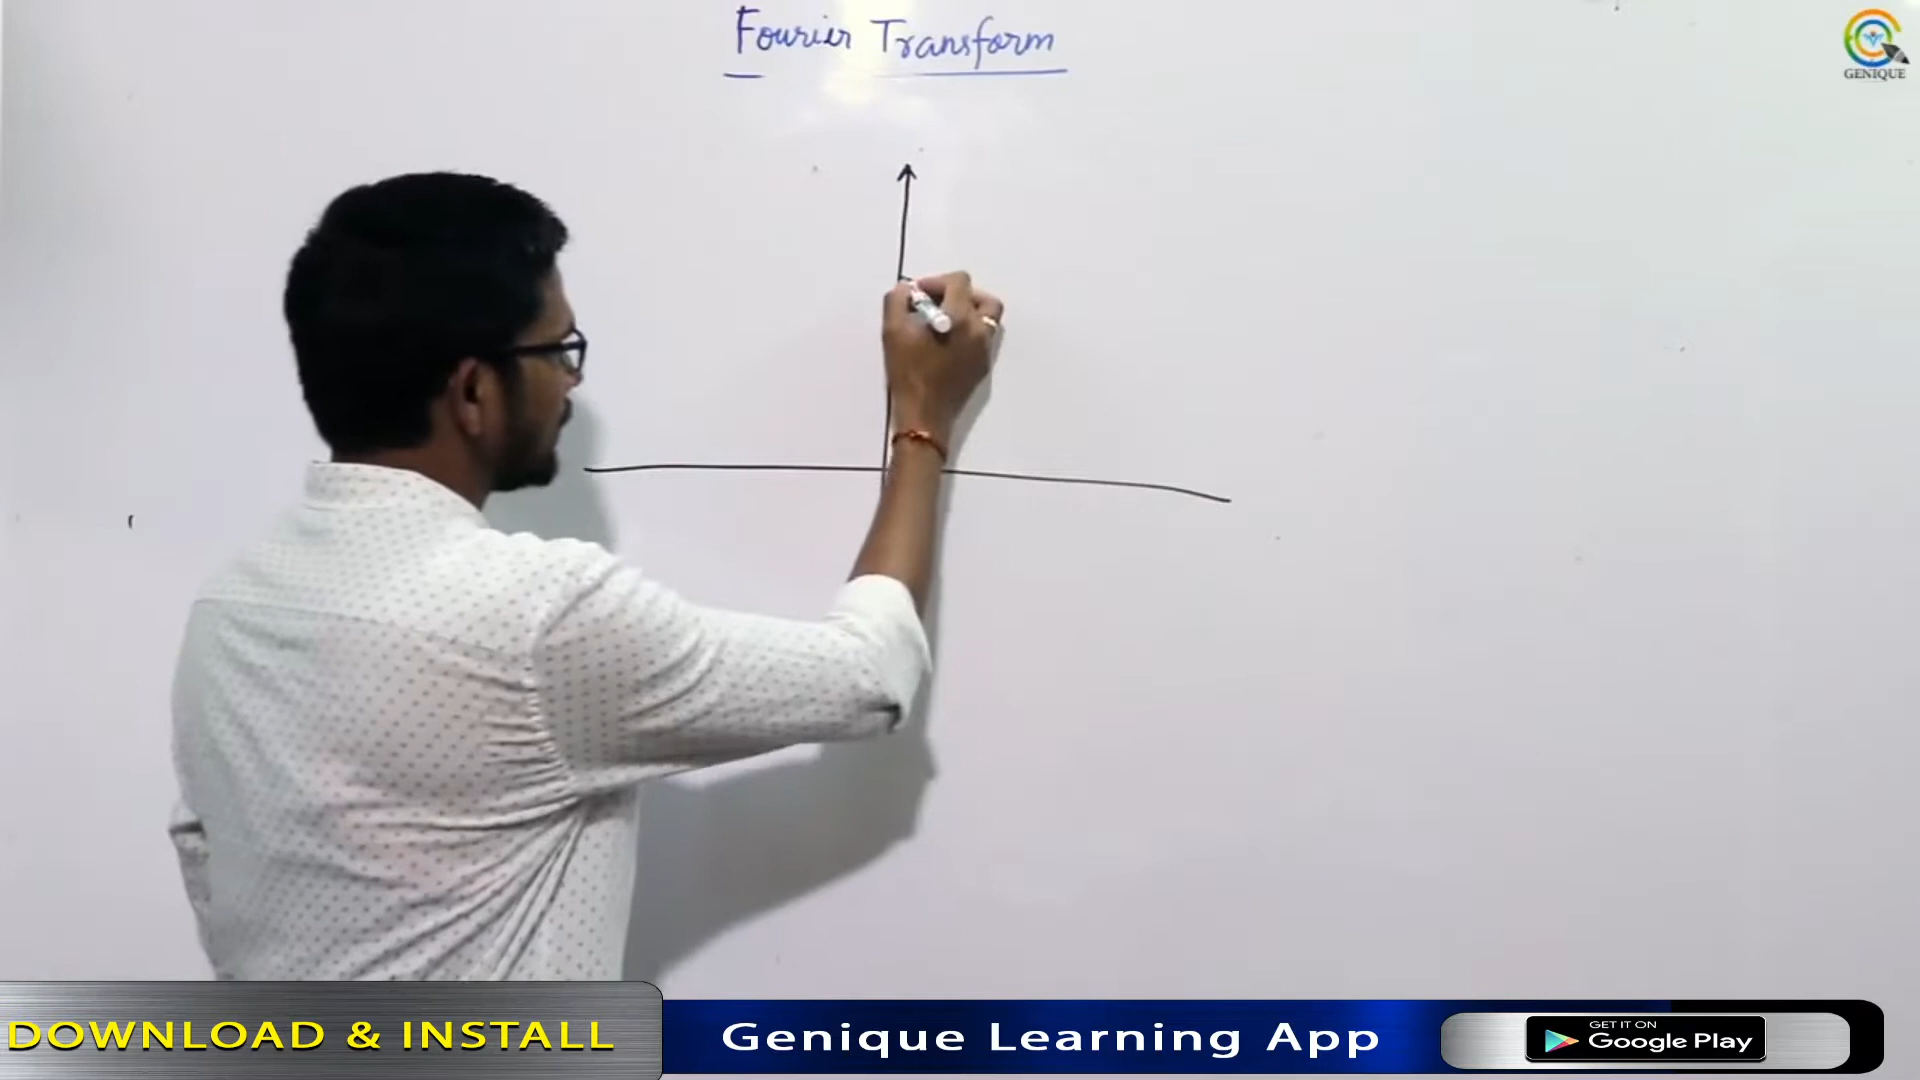 Fourier Transform
GENIQUE
DOWNLOAD & INSTALL
Genique Learning App
GET IT ON
Google Play